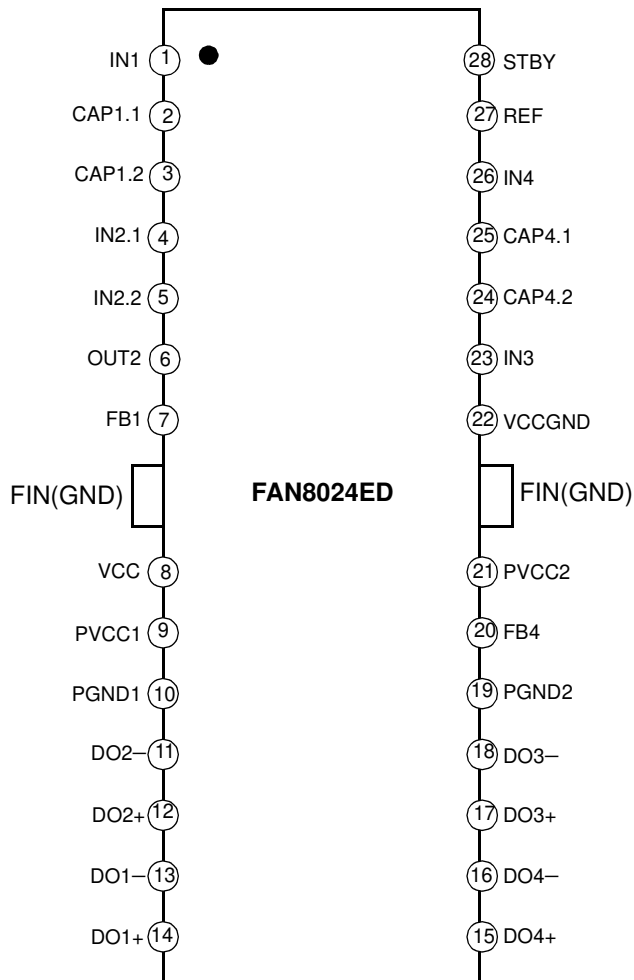 IN1 1 28 STBY
CAP1.1 2 27 REF
CAP1.2 3 26 IN4
IN2.1 4 25 CAP4.1
IN2.2 5 24 CAP4.2
OUT2 6 23 IN3
FB1 7 22 VCCGND
FIN(GND) FAN8024ED FIN(GND)
VCC 8 21 PVCC2
PVCC1 9 20 FB4
PGND1 10 19 PGND2
DO2− 11 18 DO3−
DO2+ 12 17 DO3+
DO1− 13 16 DO4−
DO1+ 14 15 DO4+